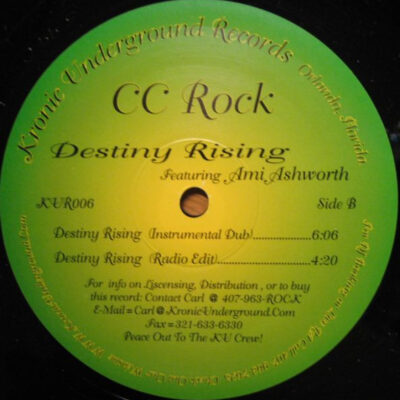 Kronic Underground Records
CC Rock
Destiny Rising
Featuring Ami Ashworth
KUR006
Side B
Destiny Rising (Instrumental Dub)......................6:06
Destiny Rising (Radio Edit)..............................4:20
For info on Liscensing, Distribution, or to buy
this record: Contact Carl @ 407-963-ROCK
E-Mail=Carl@KronicUnderground.Com
Fax=321-633-6330
Peace Out To The KU Crew!